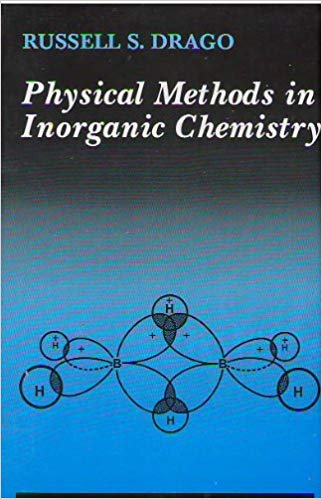 RUSSELL S. DRAGO
Physical Methods in
Inorganic Chemistry
+
H
+
H
+
+
+
+
+
H
B
B
H
H
H